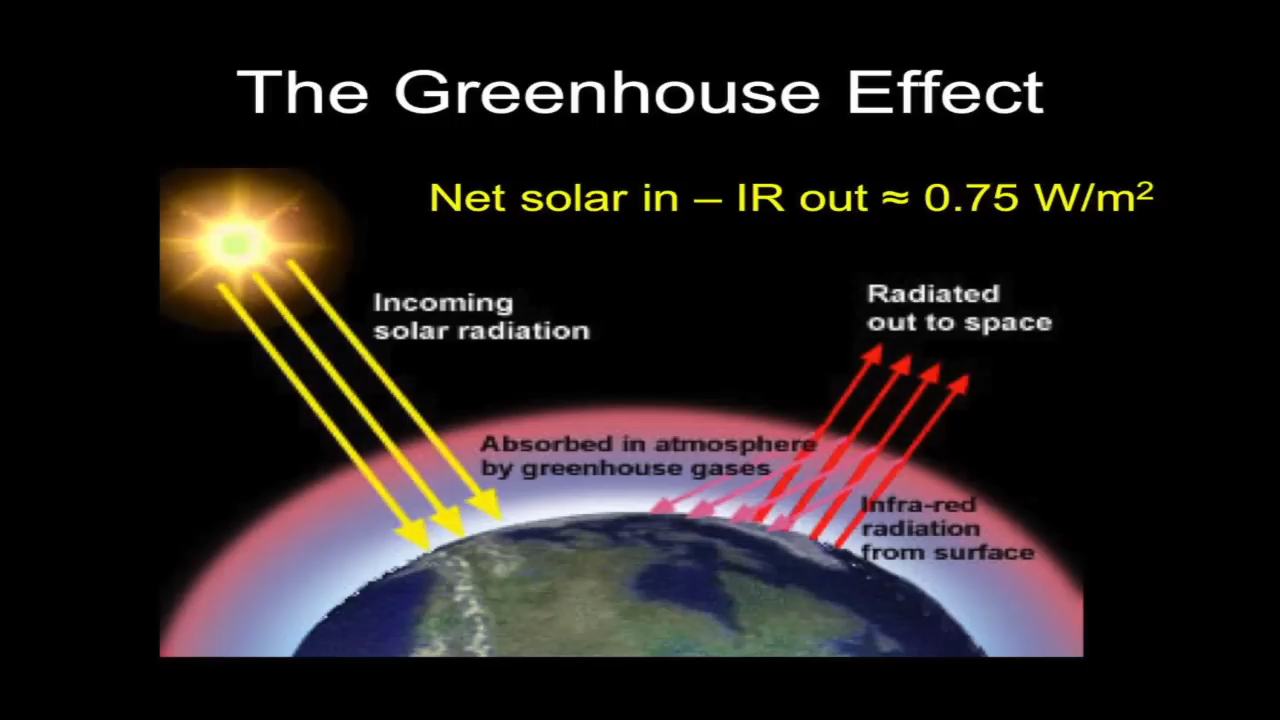 The Greenhouse Effect
Net solar in – IR out ≈ 0.75 W/m²
Incoming
solar radiation
Radiated
out to space
Absorbed in atmosphere
by greenhouse gases
Infra-red
radiation
from surface